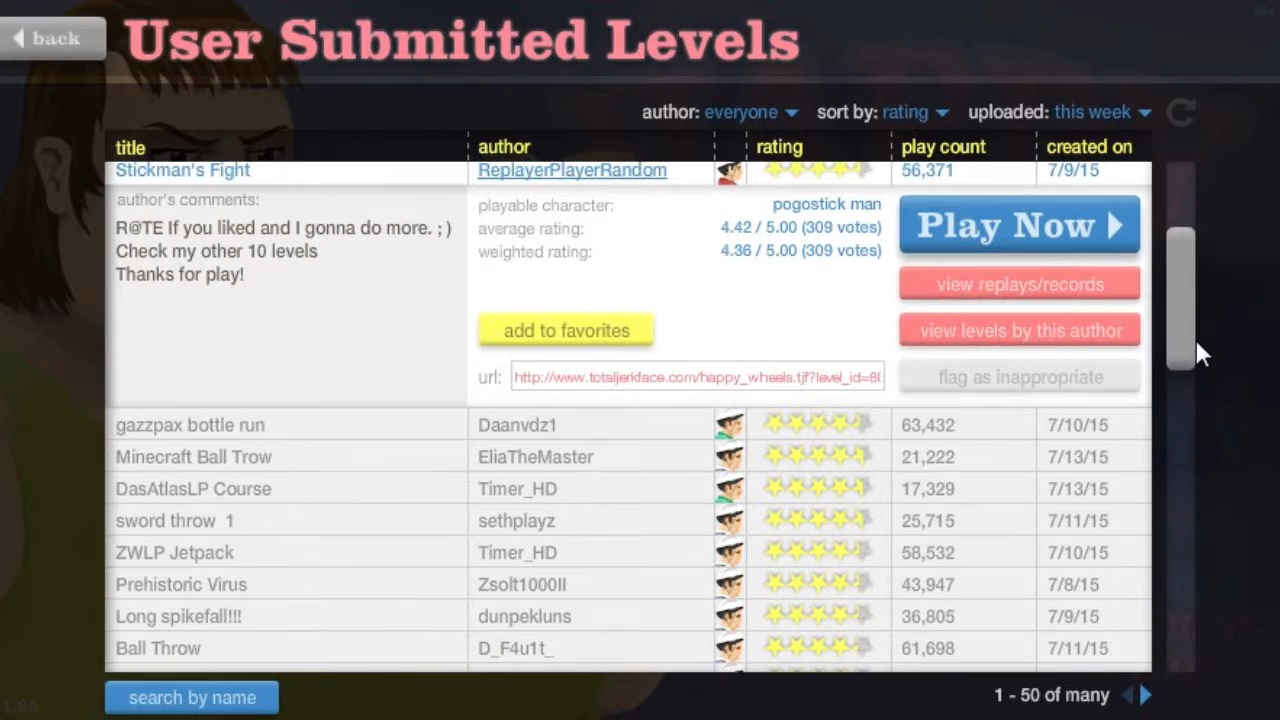 back
User Submitted Levels
author: everyone sort by: rating uploaded: this week
title author rating play count created on
Stickman's Fight ReplayerPlayerRandom 56,371 7/9/15
author's comments:
R@TE If you liked and I gonna do more. ; )
Check my other 10 levels
Thanks for play!
playable character: pogostick man
average rating: 4.42 / 5.00 (309 votes)
weighted rating: 4.36 / 5.00 (309 votes)
add to favorites
url: http://www.totaljerkface.com/happy_wheels.tjf?level_id=8
Play Now
view replays/records
view levels by this author
flag as inappropriate
gazzpax bottle run Daanvdz1 63,432 7/10/15
Minecraft Ball Trow EliaTheMaster 21,222 7/13/15
DasAtlasLP Course Timer_HD 17,329 7/13/15
sword throw 1 sethplayz 25,715 7/11/15
ZWLP Jetpack Timer_HD 58,532 7/10/15
Prehistoric Virus Zsolt1000II 43,947 7/8/15
Long spikefall!!! dunpekluns 36,805 7/9/15
Ball Throw D_F4u1t_ 61,698 7/11/15
search by name
1 - 50 of many